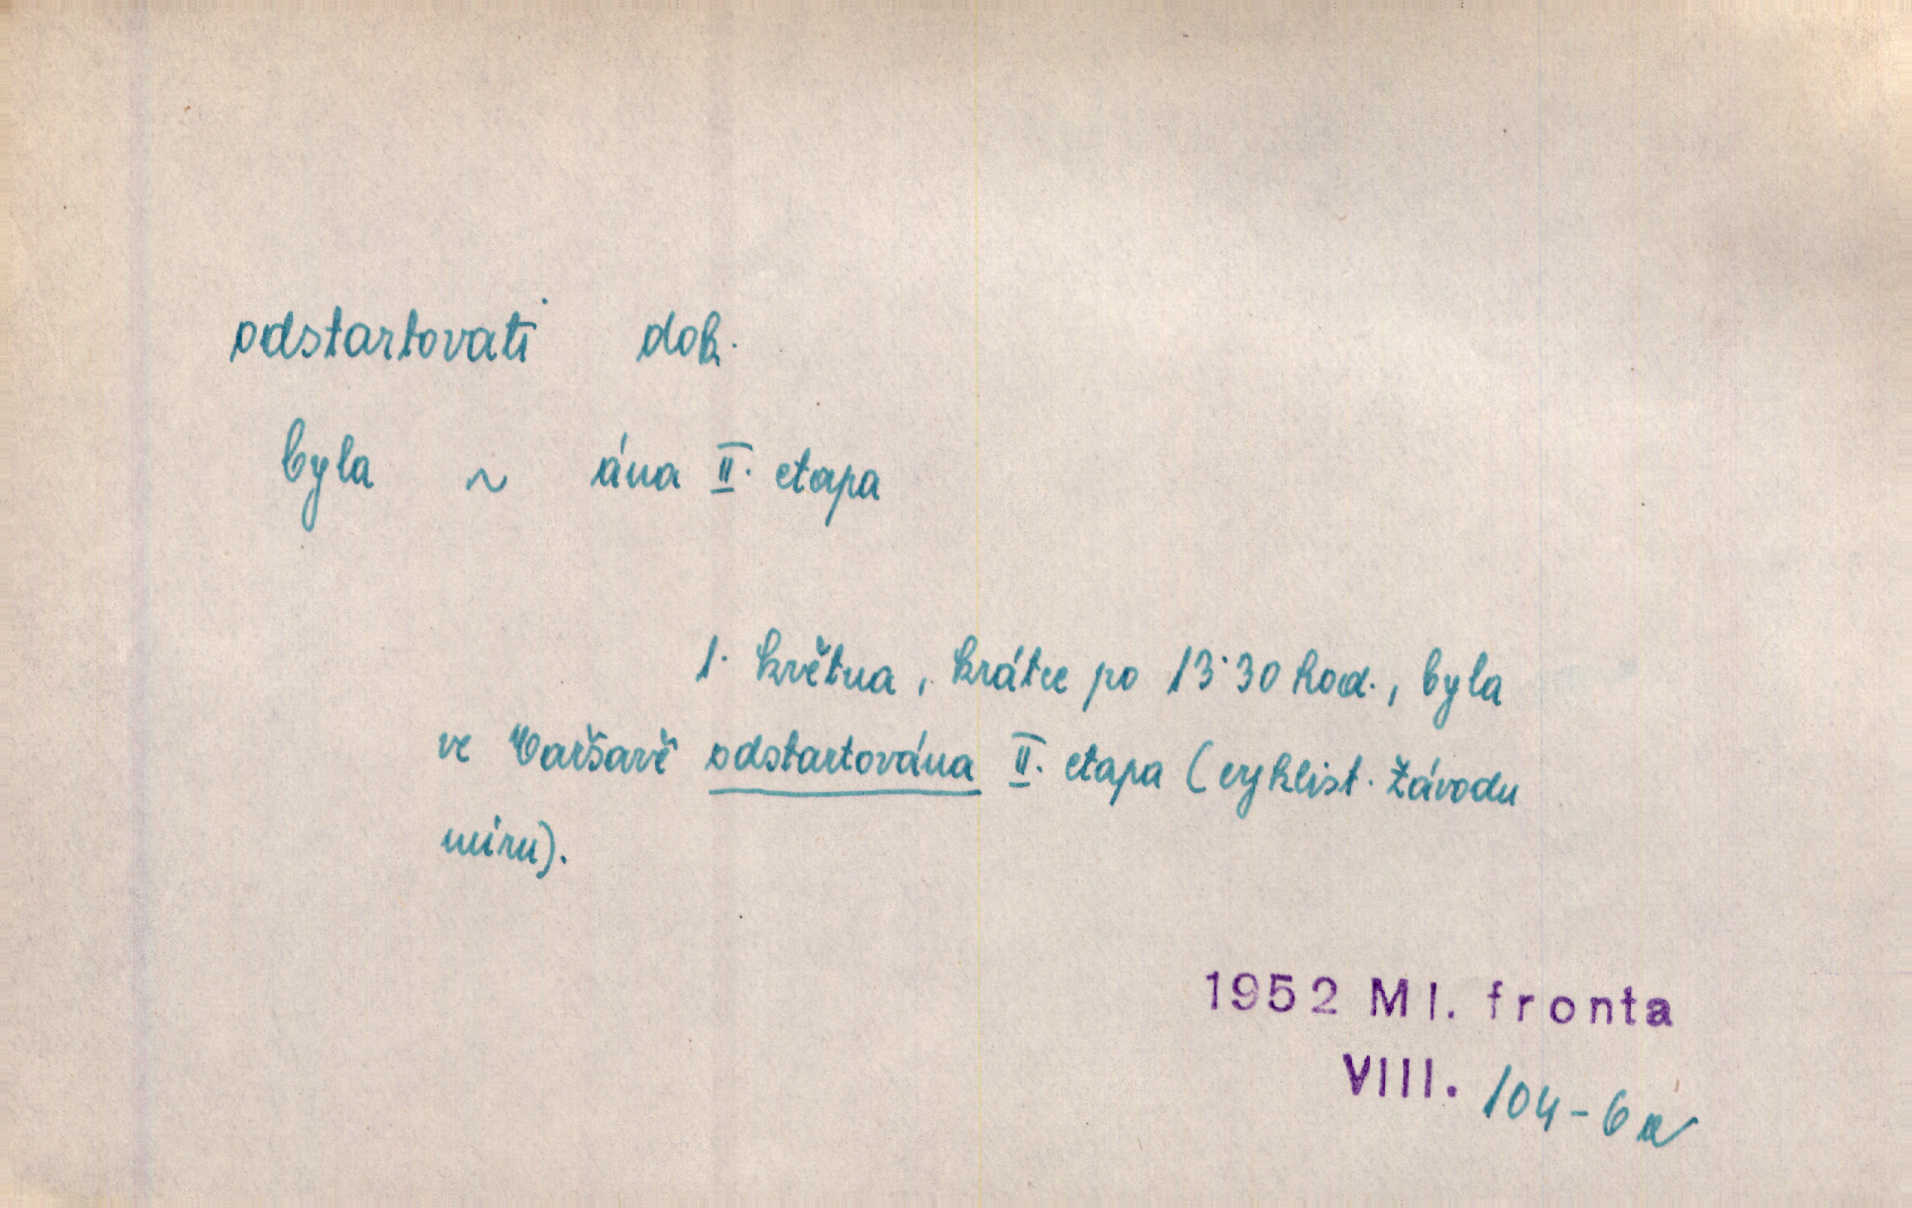 odstartovati dok.
byla ~ ána II. etapa
1. května, krátce po 13˙30 hod., byla
ve Varšavě odstartována II. etapa (cyklist. Závodu
míru).
1952 Ml. fronta
VIII. 104-6a